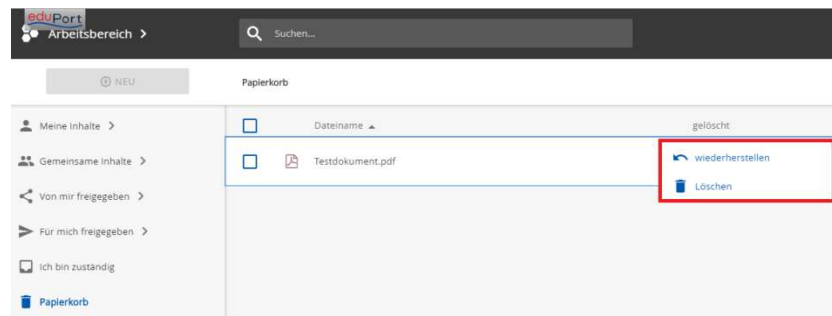 eduPort
Arbeitsbereich >
Suchen...
NEU
Papierkorb
Meine Inhalte >
Dateiname
gelöscht
Gemeinsame Inhalte >
Testdokument.pdf
wiederherstellen
Löschen
Von mir freigegeben >
Für mich freigegeben >
Ich bin zuständig
Papierkorb